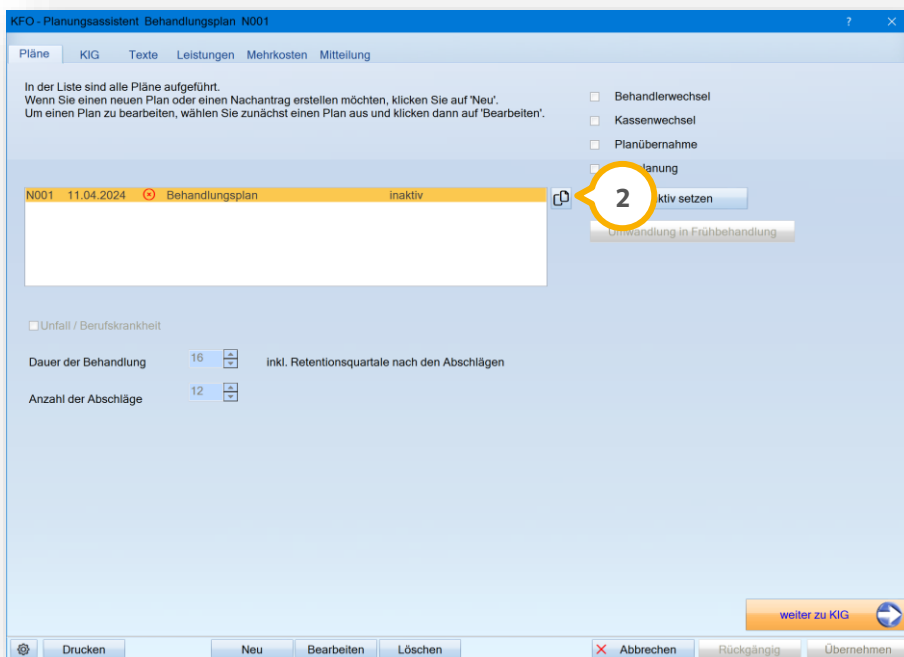 KFO - Planungsassistent Behandlungsplan N001
Pläne KIG Texte Leistungen Mehrkosten Mitteilung
In der Liste sind alle Pläne aufgeführt.
Wenn Sie einen neuen Plan oder einen Nachantrag erstellen möchten, klicken Sie auf 'Neu'.
Um einen Plan zu bearbeiten, wählen Sie zunächst einen Plan aus und klicken dann auf 'Bearbeiten'.
Behandlerwechsel
Kassenwechsel
Planübernahme
anung
N001 11.04.2024 Behandlungsplan inaktiv
2
ktiv setzen
Umwandlung in Frühbehandlung
Unfall / Berufskrankheit
Dauer der Behandlung 16 inkl. Retentionsquartale nach den Abschlägen
Anzahl der Abschläge 12
weiter zu KIG
Drucken Neu Bearbeiten Löschen Abbrechen Rückgängig Übernehmen